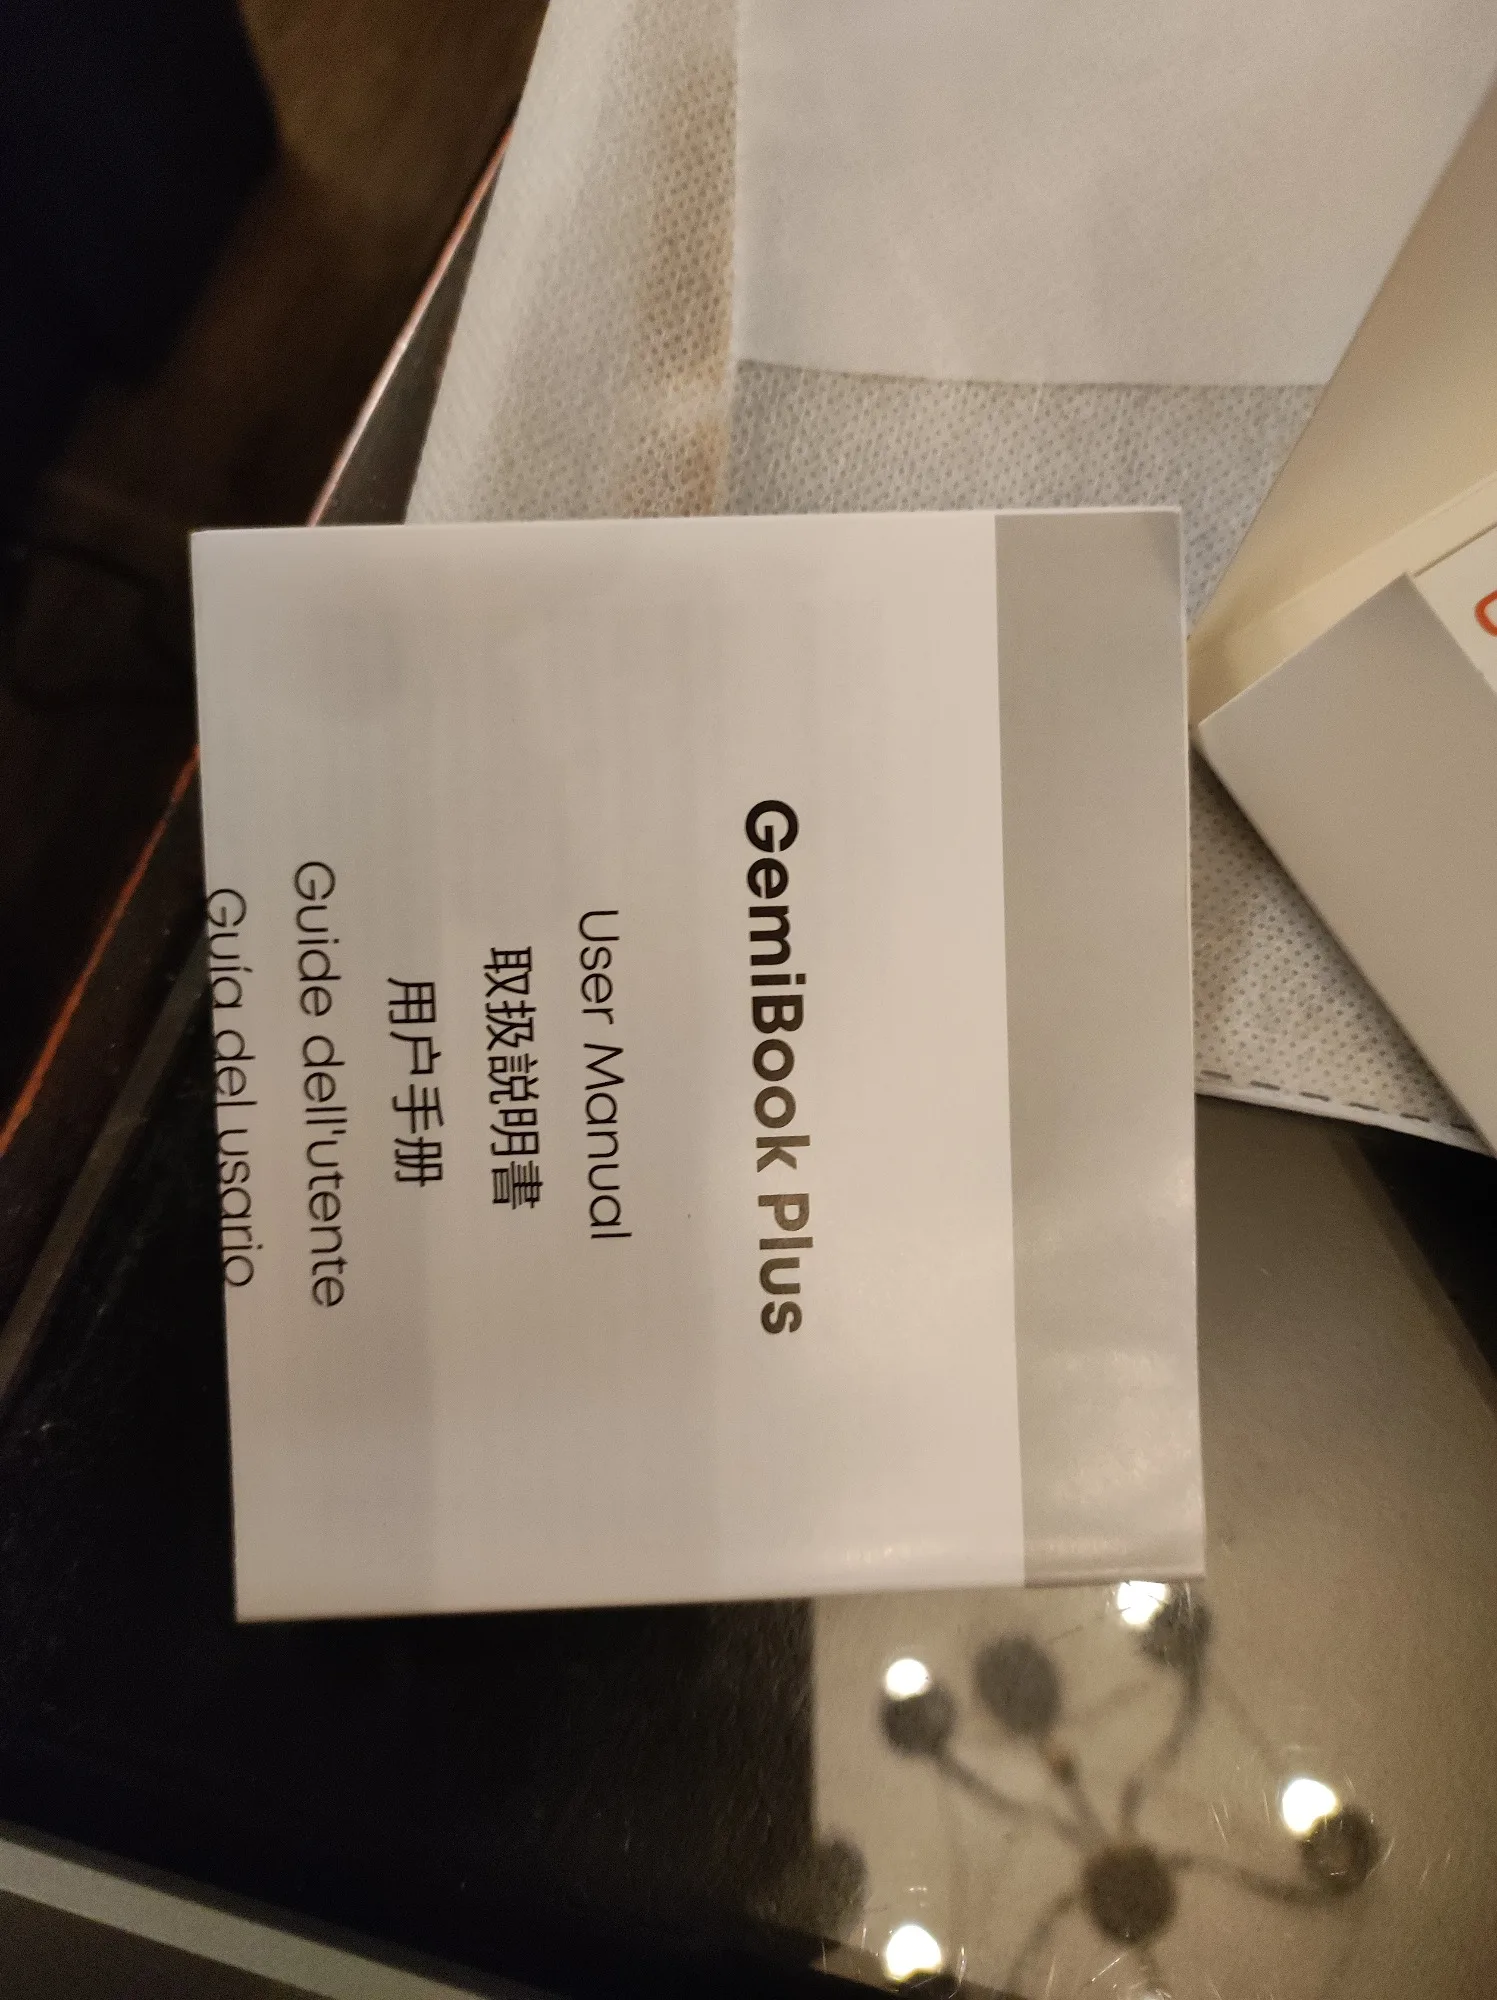 GemiBook Plus
User Manual
取扱説明書
用户手册
Guide dell'utente
Guía del usario